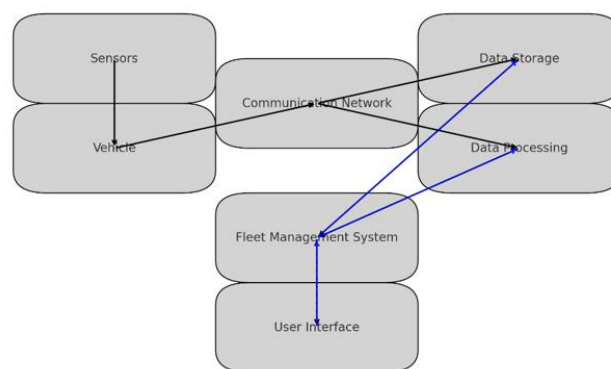 Sensors
Data Storage
Communication Network
Vehicle
Data Processing
Fleet Management System
User Interface